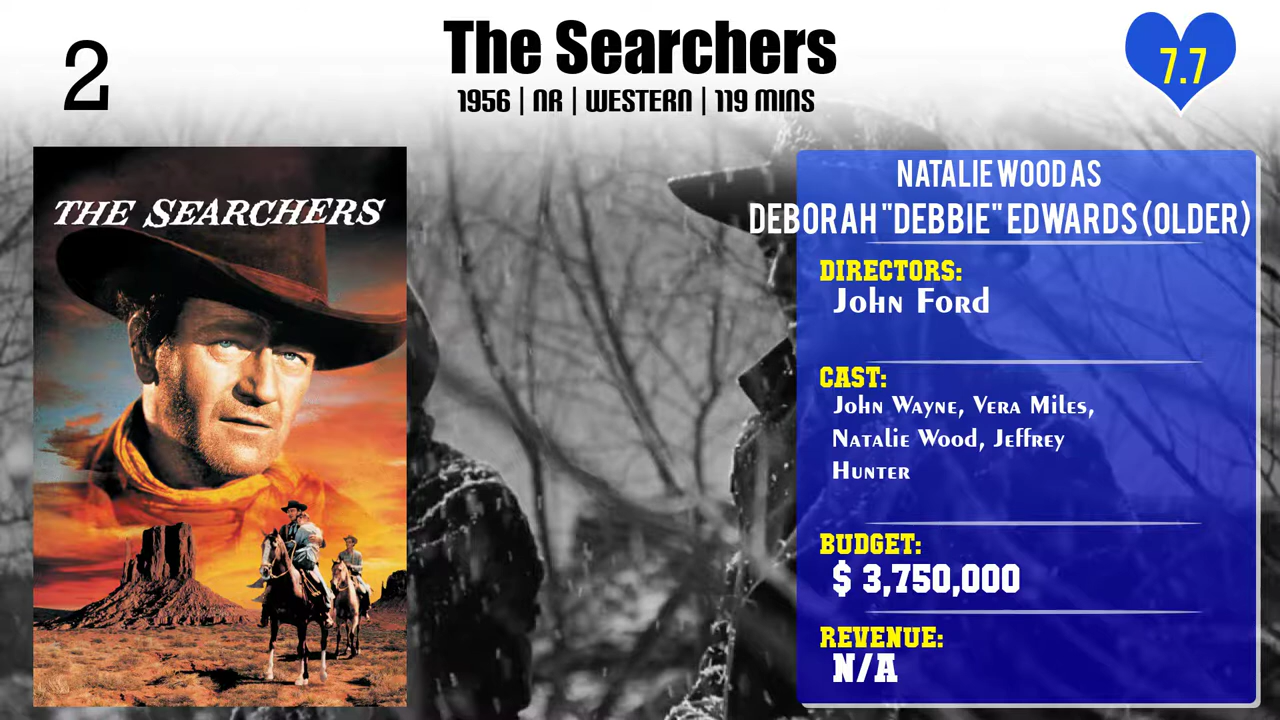 2
The Searchers
1956 | NR | WESTERN | 119 MINS
7.7
THE SEARCHERS
NATALIE WOOD AS
DEBORAH "DEBBIE" EDWARDS (OLDER)
DIRECTORS:
John Ford
CAST:
John Wayne, Vera Miles,
Natalie Wood, Jeffrey
Hunter
BUDGET:
$ 3,750,000
REVENUE:
N/A